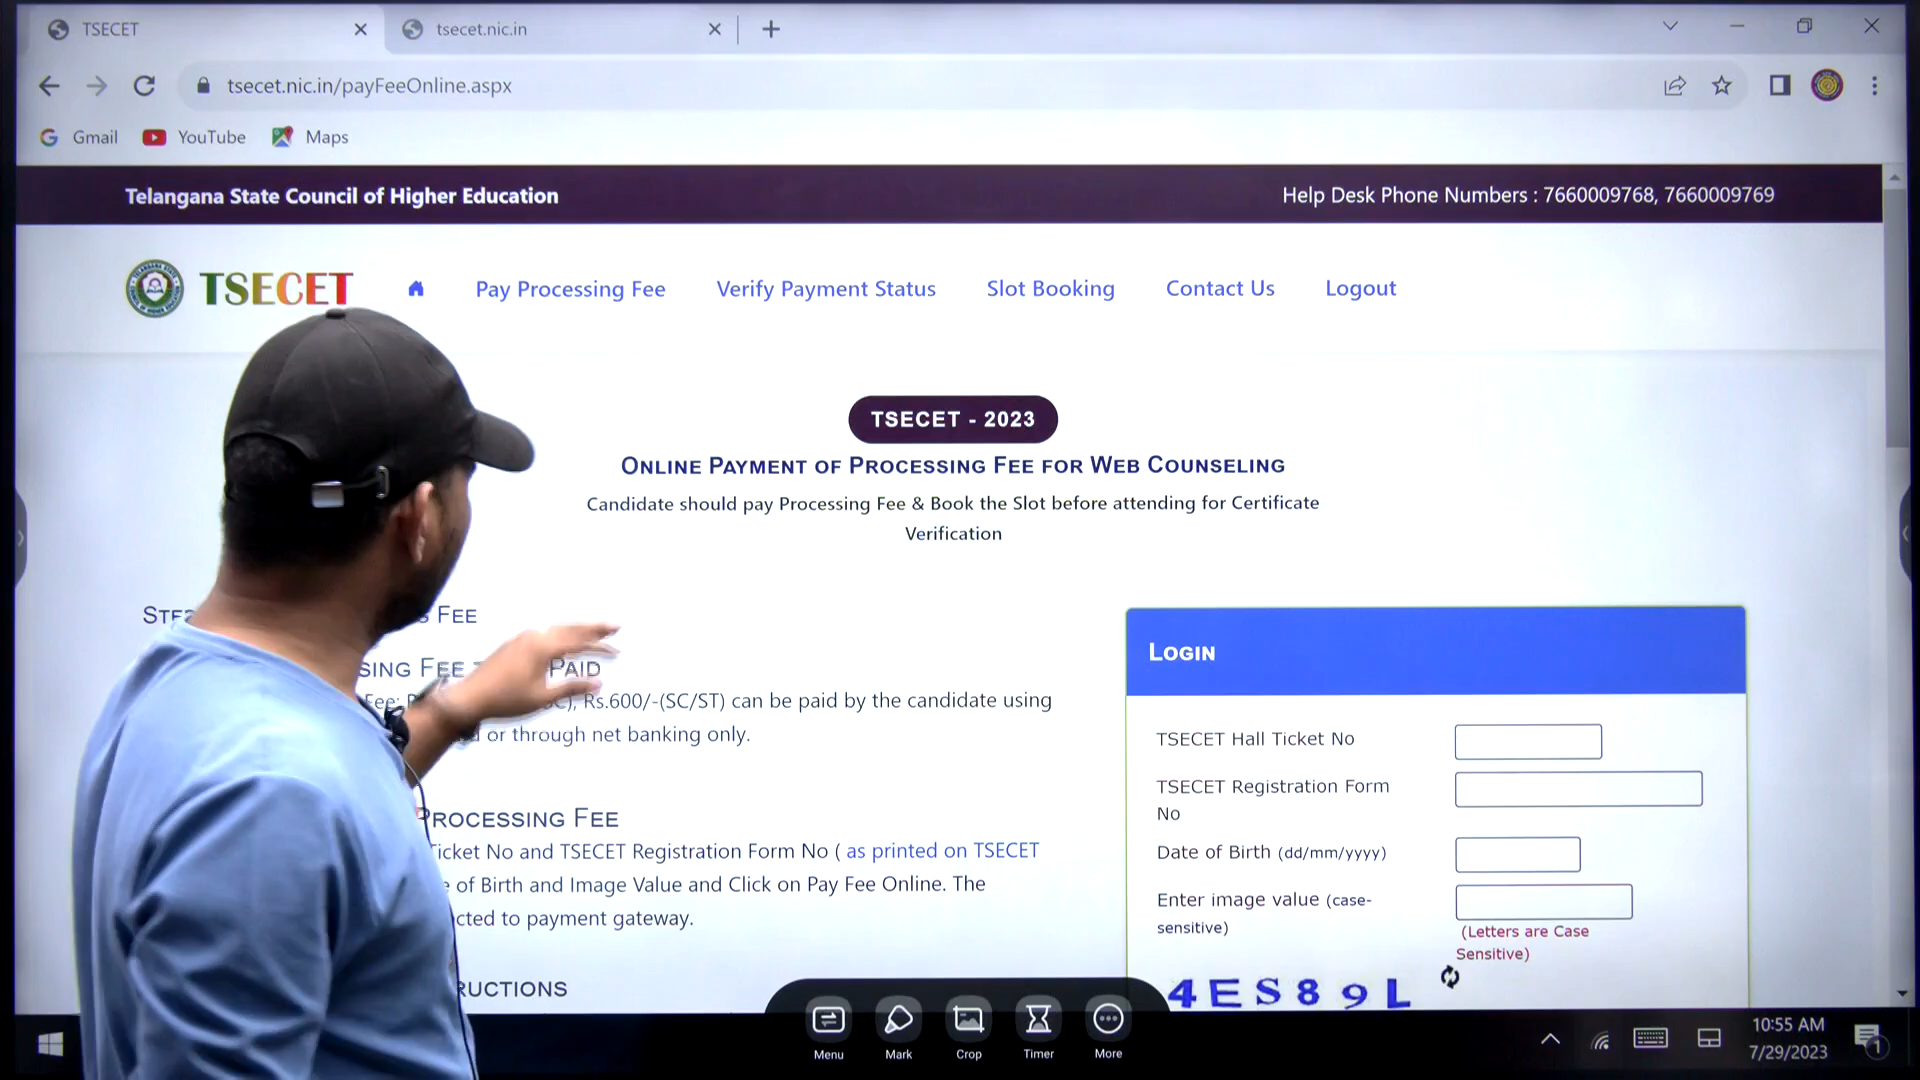 TSECET
tsecet.nic.in
tsecet.nic.in/payFeeOnline.aspx
Gmail YouTube Maps
Telangana State Council of Higher Education
Help Desk Phone Numbers : 7660009768, 7660009769
TSECET
Pay Processing Fee Verify Payment Status Slot Booking Contact Us Logout
TSECET - 2023
ONLINE PAYMENT OF PROCESSING FEE FOR WEB COUNSELING
Candidate should pay Processing Fee & Book the Slot before attending for Certificate
Verification
FEE
FEE PAID
Rs.600/-(SC/ST) can be paid by the candidate using
or through net banking only.
PROCESSING FEE
Ticket No and TSECET Registration Form No ( as printed on TSECET
of Birth and Image Value and Click on Pay Fee Online. The
to payment gateway.
LOGIN
TSECET Hall Ticket No
TSECET Registration Form
No
Date of Birth (dd/mm/yyyy)
Enter image value (case-
sensitive)
(Letters are Case
Sensitive)
4ES89L
Menu Mark Crop Timer More
10:55 AM
7/29/2023
1